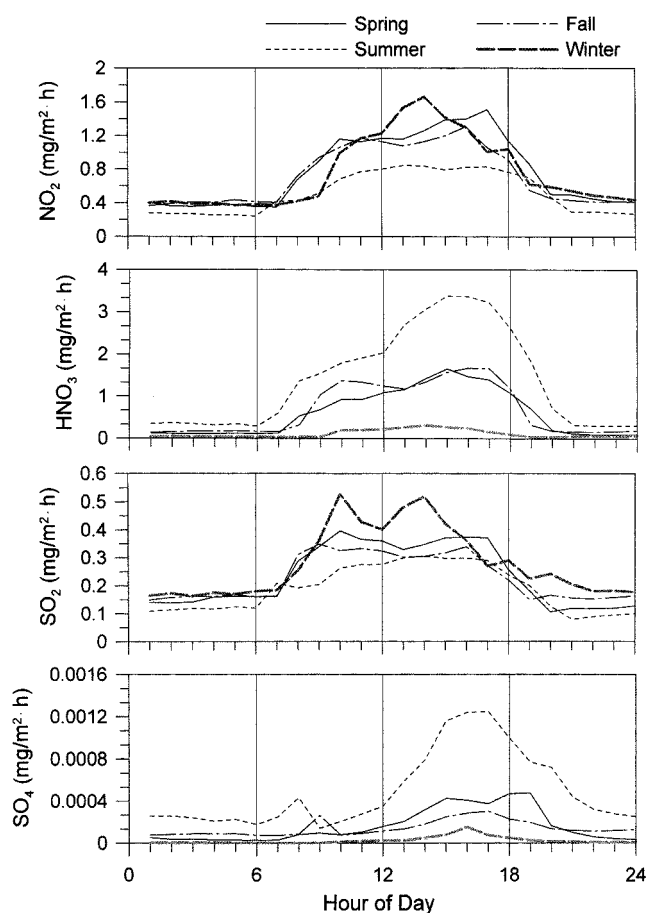 Spring Fall
Summer Winter
NO₂ (mg/m²· h)
2
1.6
1.2
0.8
0.4
0
HNO₃ (mg/m²· h)
4
3
2
1
0
SO₂ (mg/m²· h)
0.6
0.5
0.4
0.3
0.2
0.1
0
SO₄ (mg/m²· h)
0.0016
0.0012
0.0008
0.0004
0
0 6 12 18 24
Hour of Day